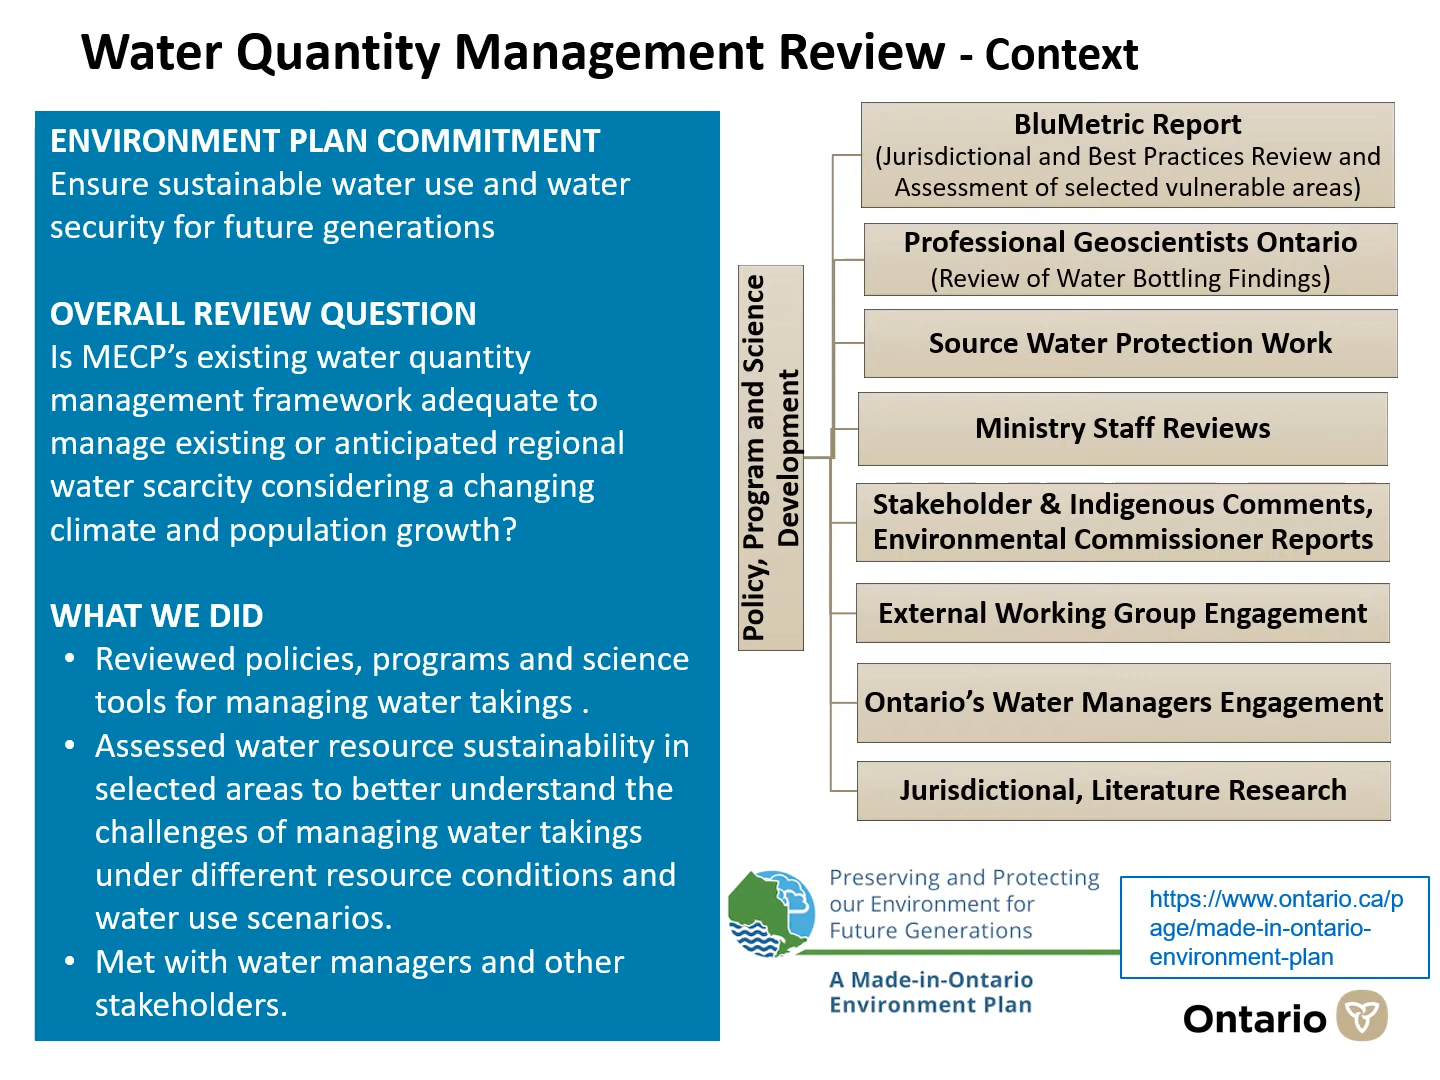 Water Quantity Management Review - Context
ENVIRONMENT PLAN COMMITMENT
Ensure sustainable water use and water
security for future generations
OVERALL REVIEW QUESTION
Is MECP’s existing water quantity
management framework adequate to
manage existing or anticipated regional
water scarcity considering a changing
climate and population growth?
WHAT WE DID
• Reviewed policies, programs and science
tools for managing water takings .
• Assessed water resource sustainability in
selected areas to better understand the
challenges of managing water takings
under different resource conditions and
water use scenarios.
• Met with water managers and other
stakeholders.
Policy, Program and Science
Development
BluMetric Report
(Jurisdictional and Best Practices Review and
Assessment of selected vulnerable areas)
Professional Geoscientists Ontario
(Review of Water Bottling Findings)
Source Water Protection Work
Ministry Staff Reviews
Stakeholder & Indigenous Comments,
Environmental Commissioner Reports
External Working Group Engagement
Ontario’s Water Managers Engagement
Jurisdictional, Literature Research
Preserving and Protecting
our Environment for
Future Generations
A Made-in-Ontario
Environment Plan
https://www.ontario.ca/p
age/made-in-ontario-
environment-plan
Ontario